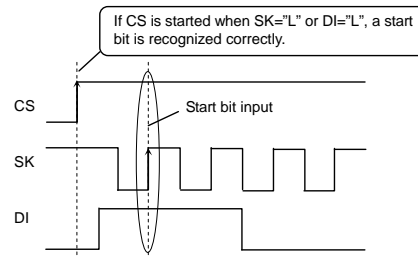 If CS is started when SK="L" or DI="L", a start
bit is recognized correctly.
CS
Start bit input
SK
DI